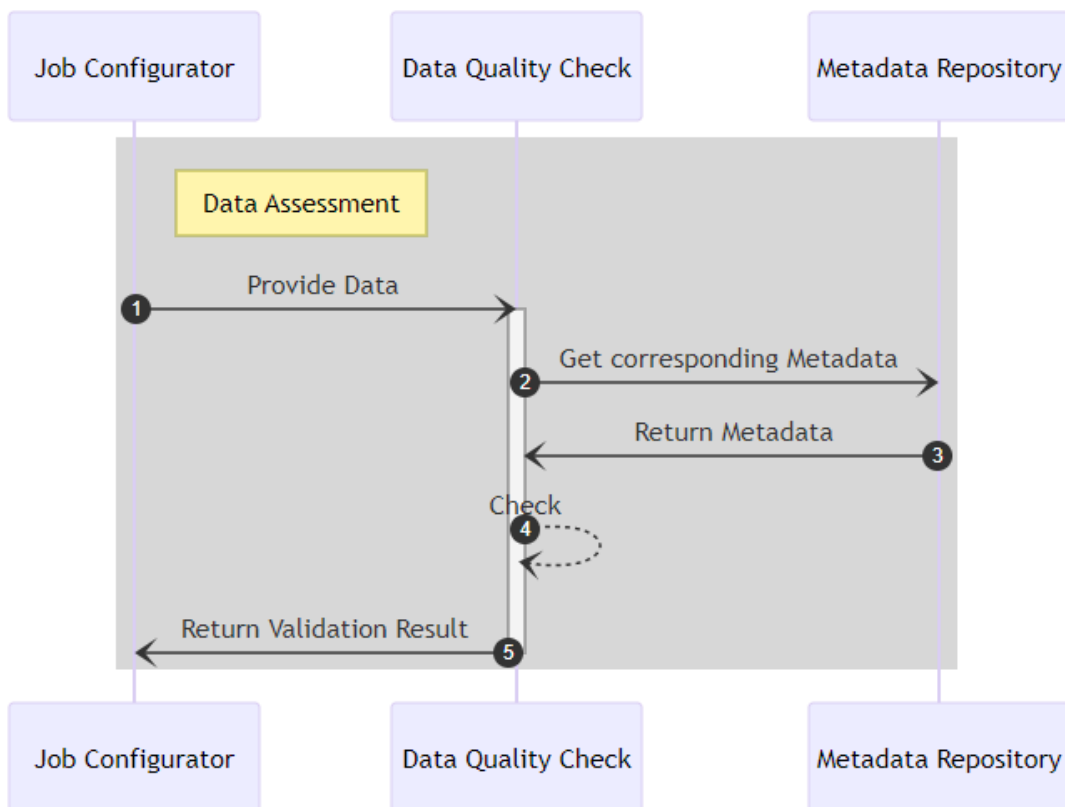 Job Configurator
Data Quality Check
Metadata Repository
Data Assessment
Provide Data
1
Get corresponding Metadata
2
Return Metadata
3
Check
4
Return Validation Result
5
Job Configurator
Data Quality Check
Metadata Repository